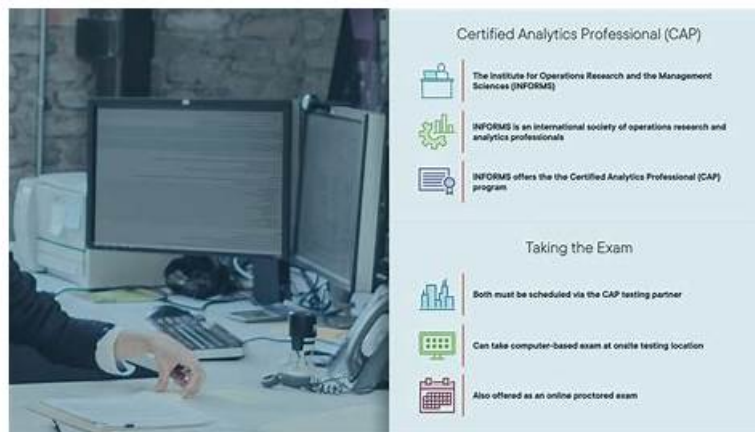 Certified Analytics Professional (CAP)
The Institute for Operations Research and the Management
Sciences (INFORMS)
INFORMS is an international society of operations research and
analytics professionals
INFORMS offers the the Certified Analytics Professional (CAP)
program
Taking the Exam
Both must be scheduled via the CAP testing partner
Can take computer-based exam at onsite testing location
Also offered as an online proctored exam